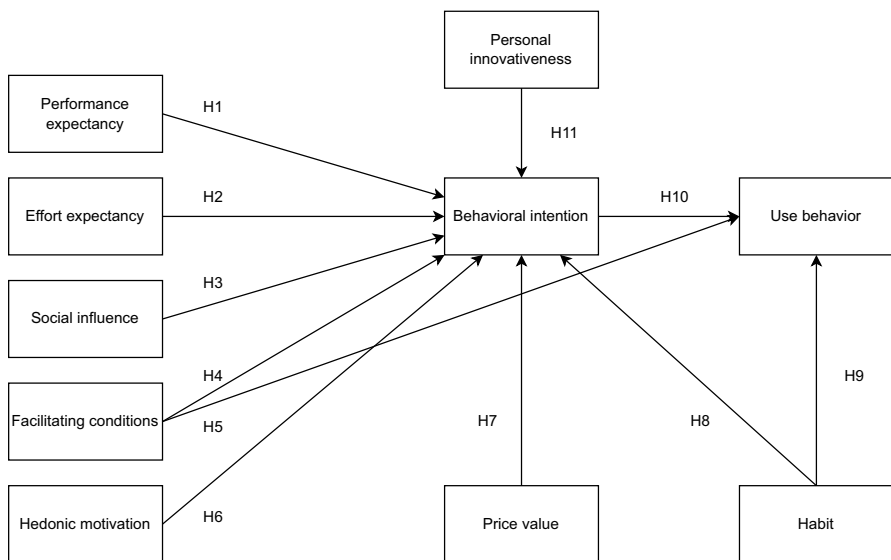 Personal
innovativeness
Performance
expectancy
H1
H11
Effort expectancy
H2
Behavioral intention
H10
Use behavior
Social influence
H3
Facilitating conditions
H4
H5
H7
H8
H9
Hedonic motivation
H6
Price value
Habit